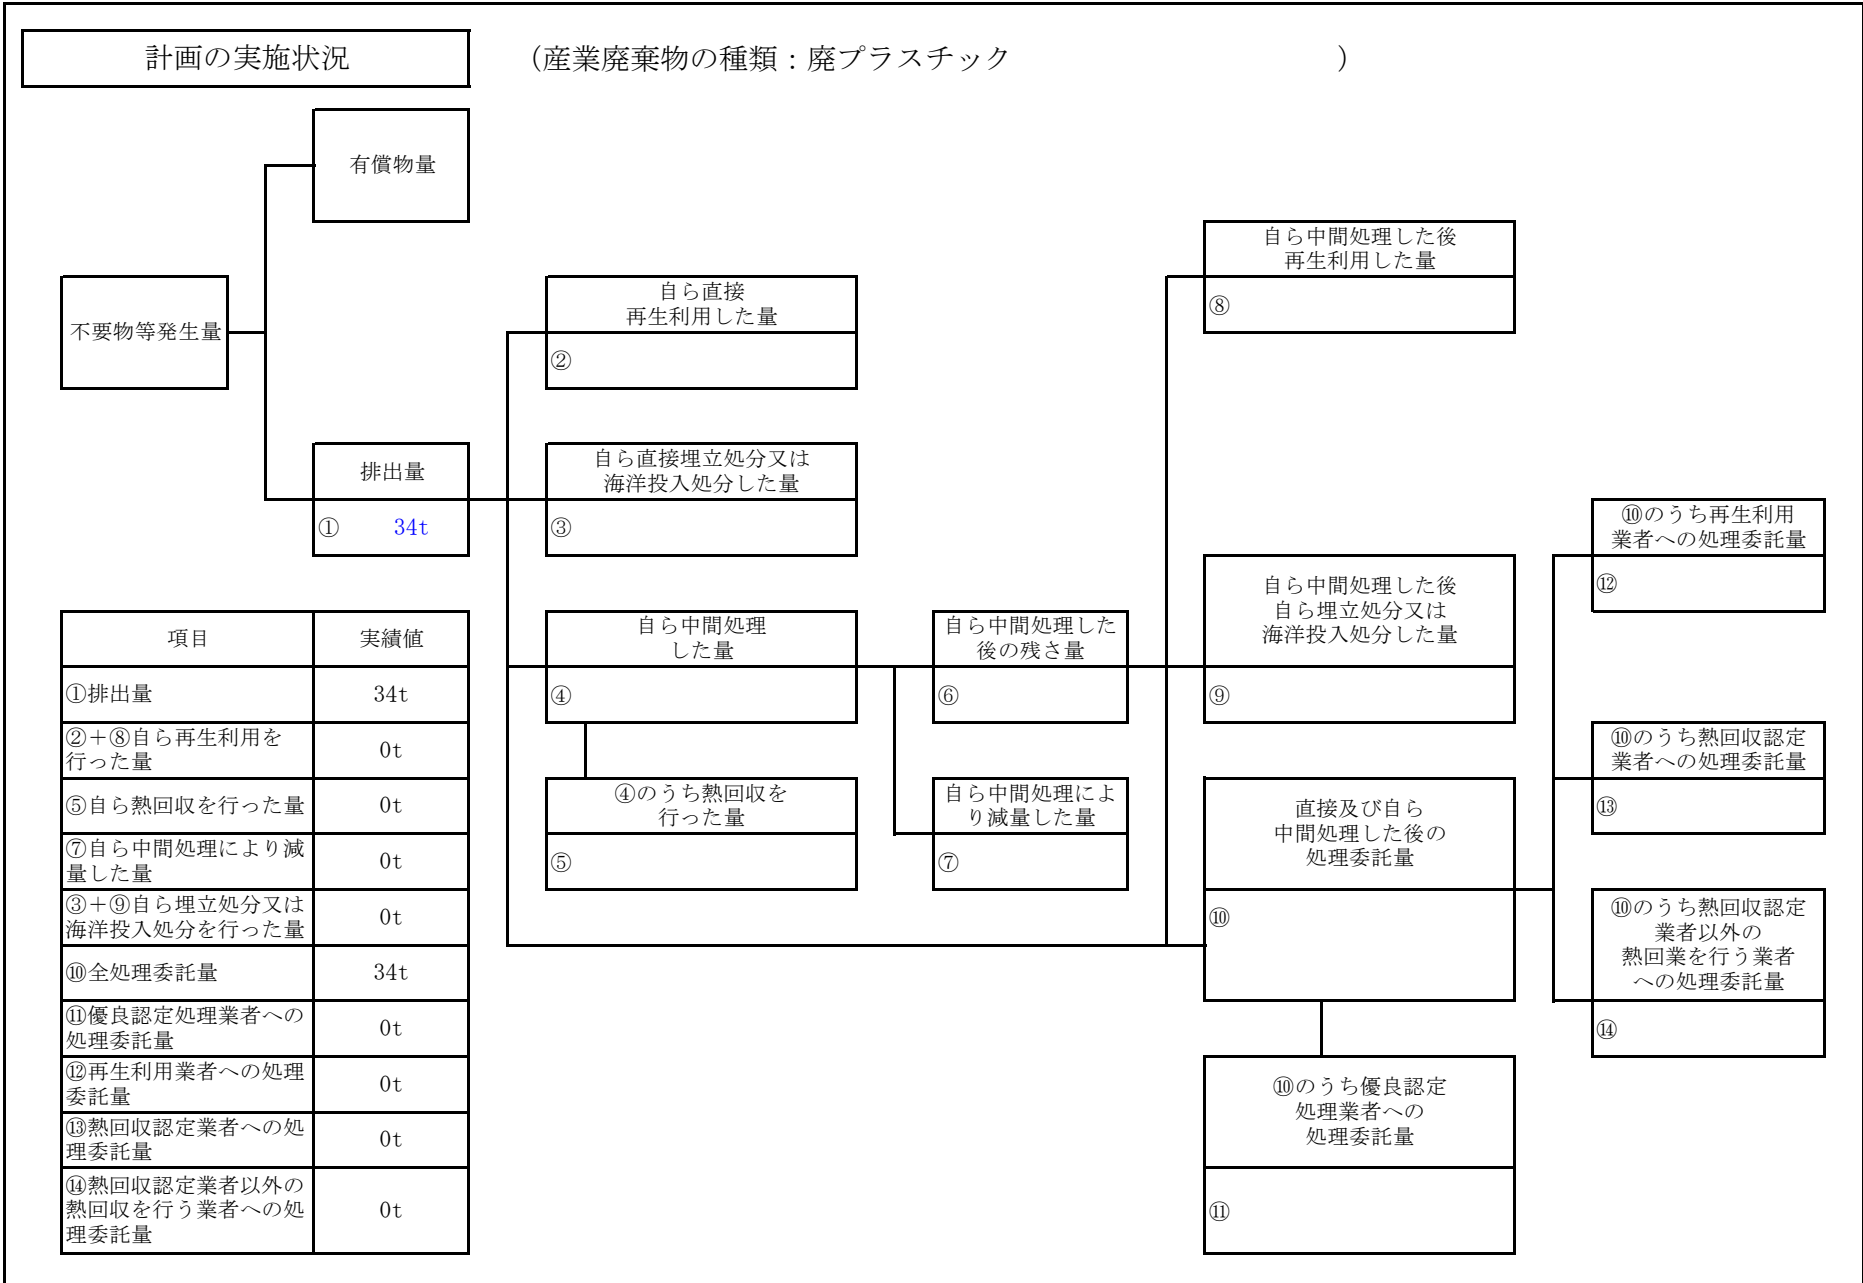 計画の実施状況
（産業廃棄物の種類：廃プラスチック　　　　　　　　　　　）
有償物量
不要物等発生量
排出量
① 34t
自ら直接
再生利用した量
②
自ら直接埋立処分又は
海洋投入処分した量
③
自ら中間処理
した量
④
④のうち熱回収を
行った量
⑤
自ら中間処理した
後の残さ量
⑥
自ら中間処理によ
り減量した量
⑦
自ら中間処理した後
再生利用した量
⑧
自ら中間処理した後
自ら埋立処分又は
海洋投入処分した量
⑨
直接及び自ら
中間処理した後の
処理委託量
⑩
⑩のうち優良認定
処理業者への
処理委託量
⑪
⑩のうち再生利用
業者への処理委託量
⑫
⑩のうち熱回収認定
業者への処理委託量
⑬
⑩のうち熱回収認定
業者以外の
熱回業を行う業者
への処理委託量
⑭
項目 実績値
①排出量 34t
②＋⑧自ら再生利用を
行った量 0t
⑤自ら熱回収を行った量 0t
⑦自ら中間処理により減
量した量 0t
③＋⑨自ら埋立処分又は
海洋投入処分を行った量 0t
⑩全処理委託量 34t
⑪優良認定処理業者への
処理委託量 0t
⑫再生利用業者への処理
委託量 0t
⑬熱回収認定業者への処
理委託量 0t
⑭熱回収認定業者以外の
熱回収を行う業者への処
理委託量 0t